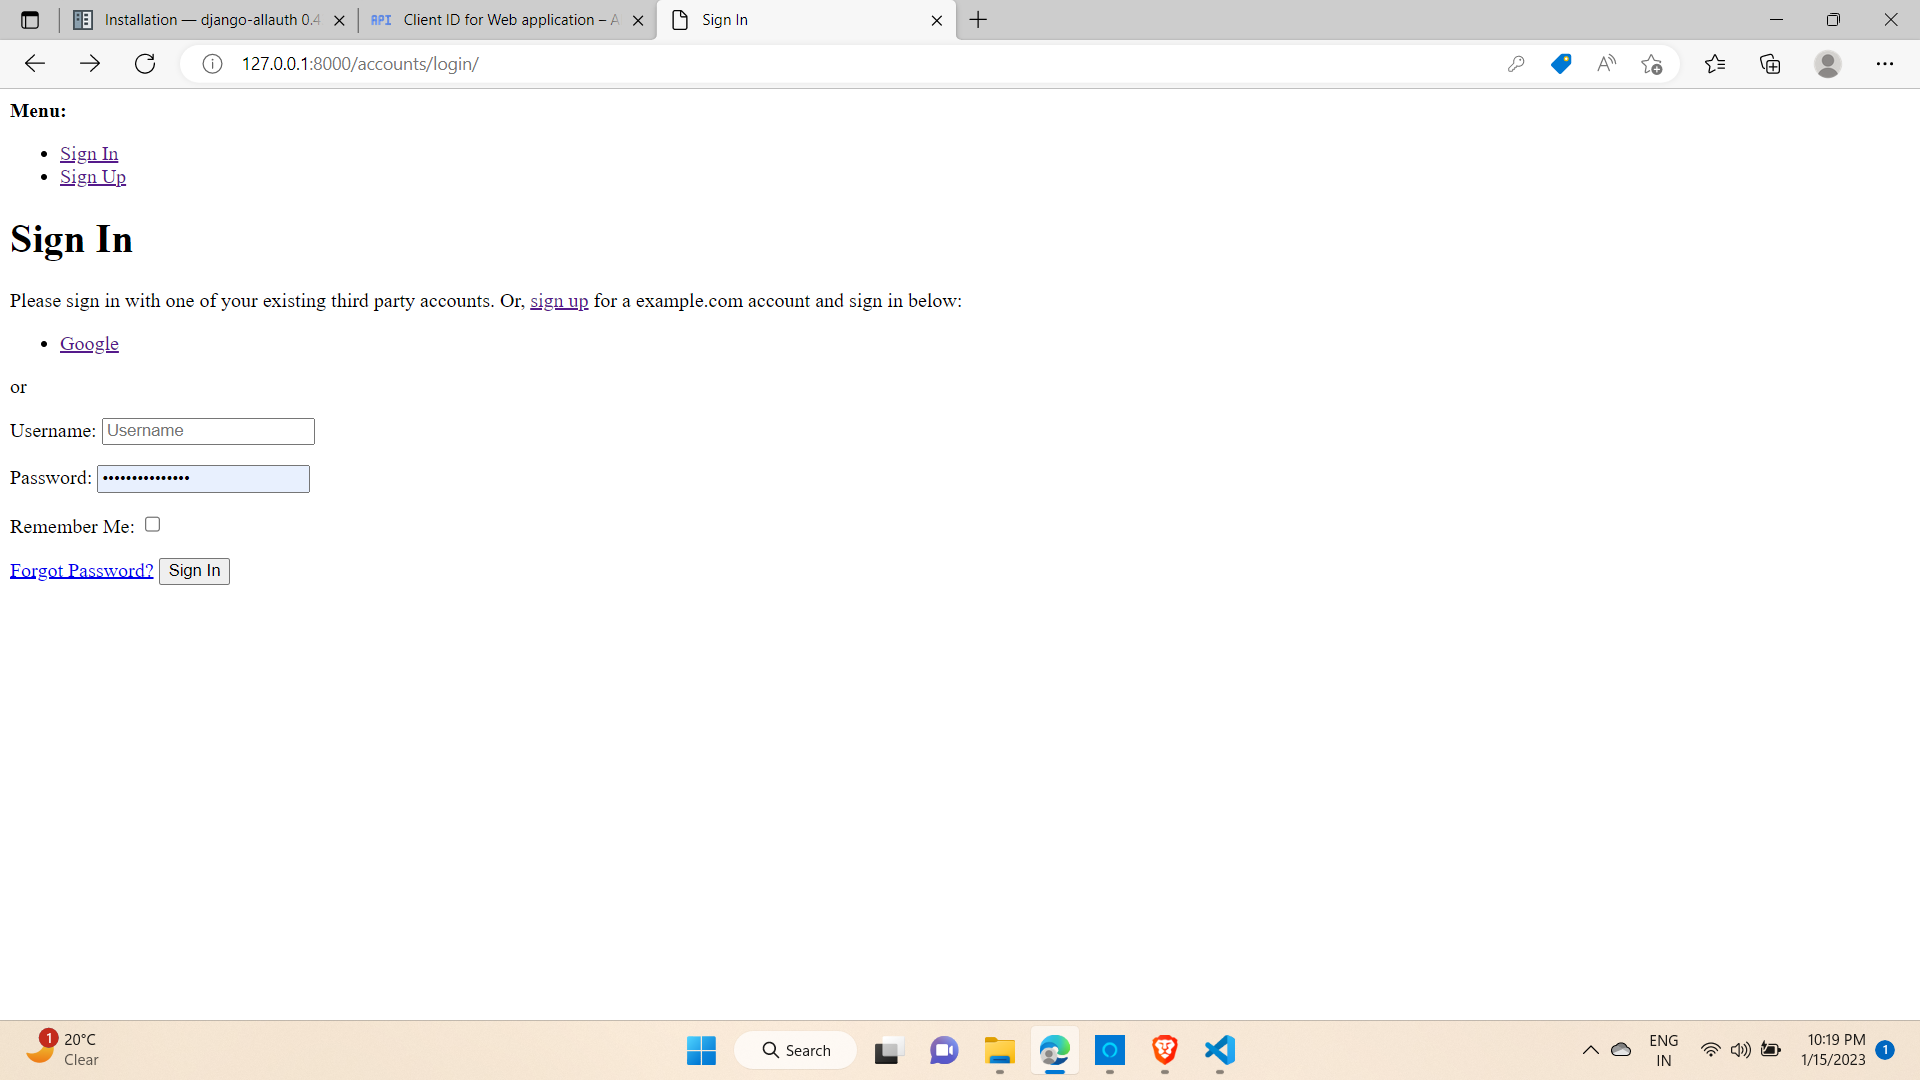 Installation — django-allauth 0.4
API Client ID for Web application – A
Sign In
127.0.0.1:8000/accounts/login/
Menu:
Sign In
Sign Up
Sign In
Please sign in with one of your existing third party accounts. Or, sign up for a example.com account and sign in below:
Google
or
Username: Username
Password: •••••••••••••••
Remember Me:
Forgot Password? Sign In
1
20°C
Clear
Search
ENG
IN
10:19 PM
1/15/2023
1